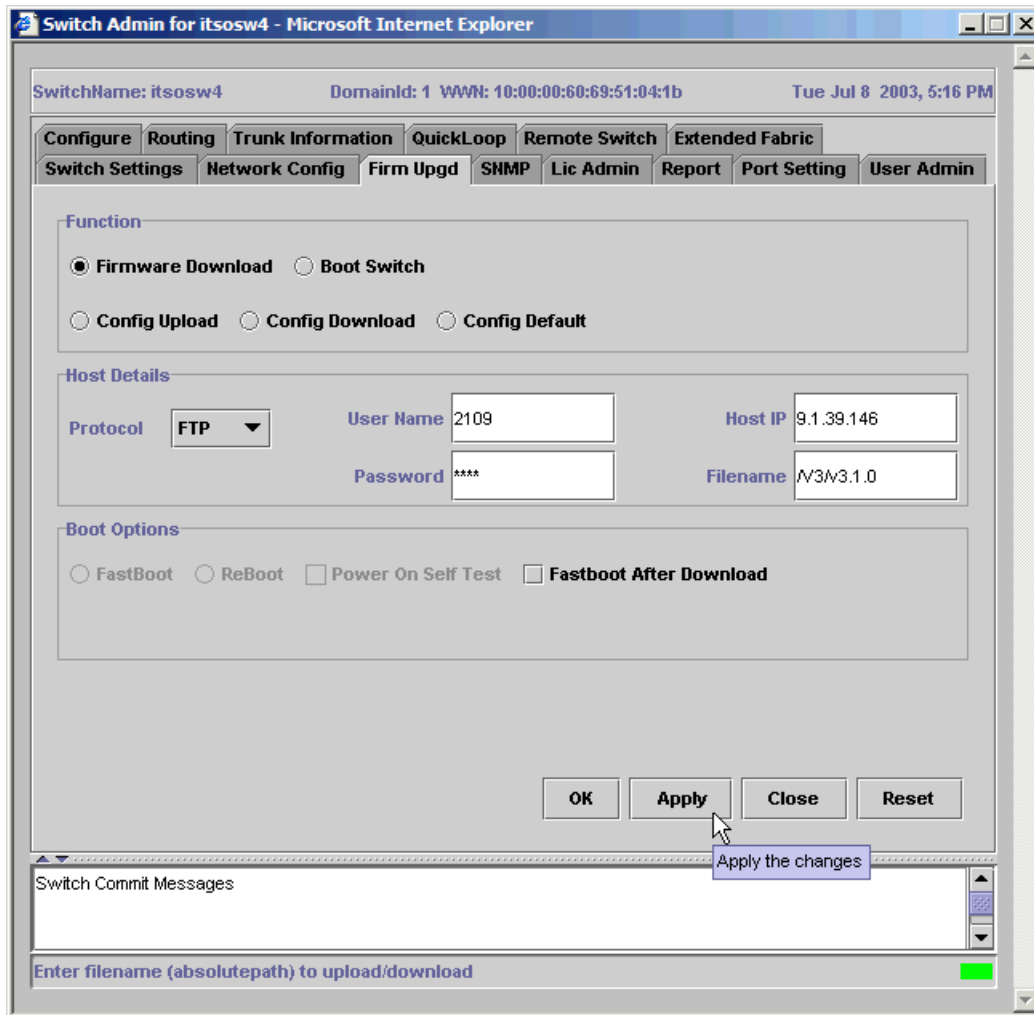 Switch Admin for itsosw4 - Microsoft Internet Explorer
SwitchName: itsosw4 DomainId: 1 WWN: 10:00:00:60:69:51:04:1b Tue Jul 8 2003, 5:16 PM
Configure Routing Trunk Information QuickLoop Remote Switch Extended Fabric
Switch Settings Network Config Firm Upgd SNMP Lic Admin Report Port Setting User Admin
Function
Firmware Download Boot Switch
Config Upload Config Download Config Default
Host Details
Protocol FTP User Name 2109 Host IP 9.1.39.146
Password **** Filename /V3/v3.1.0
Boot Options
FastBoot ReBoot Power On Self Test Fastboot After Download
OK Apply Close Reset
Apply the changes
Switch Commit Messages
Enter filename (absolutepath) to upload/download